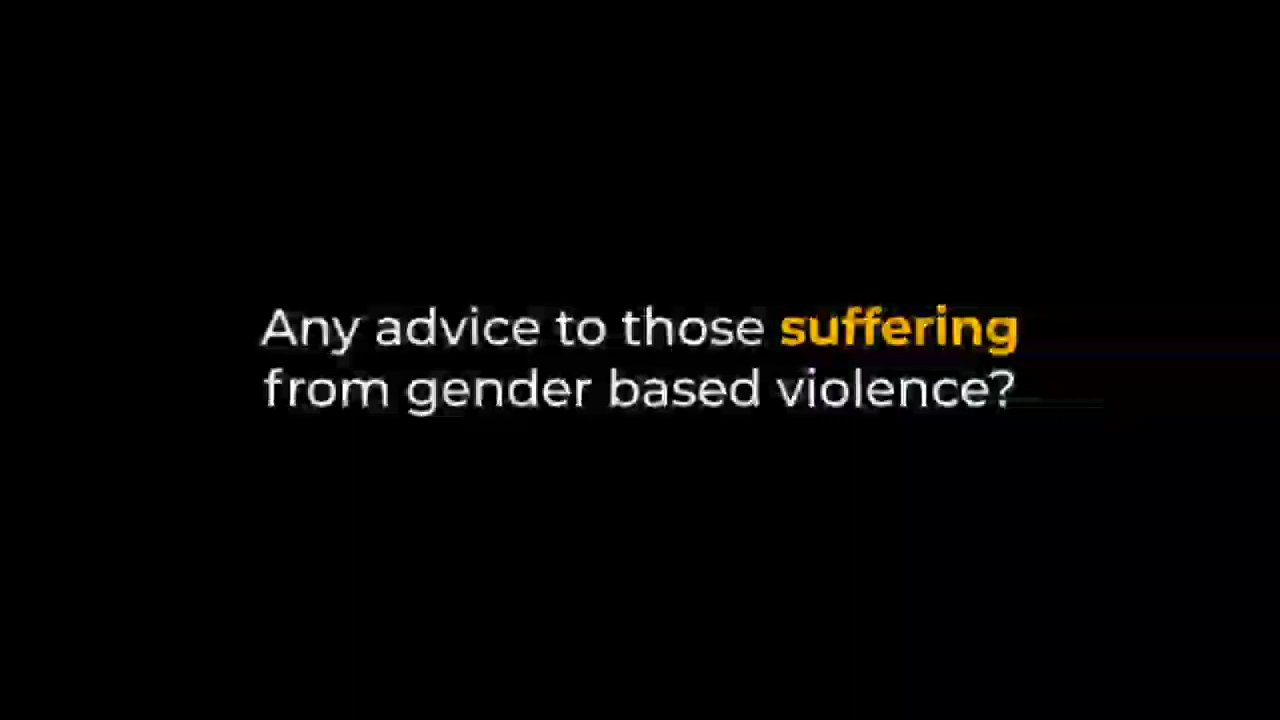 Any advice to those suffering
from gender based violence?